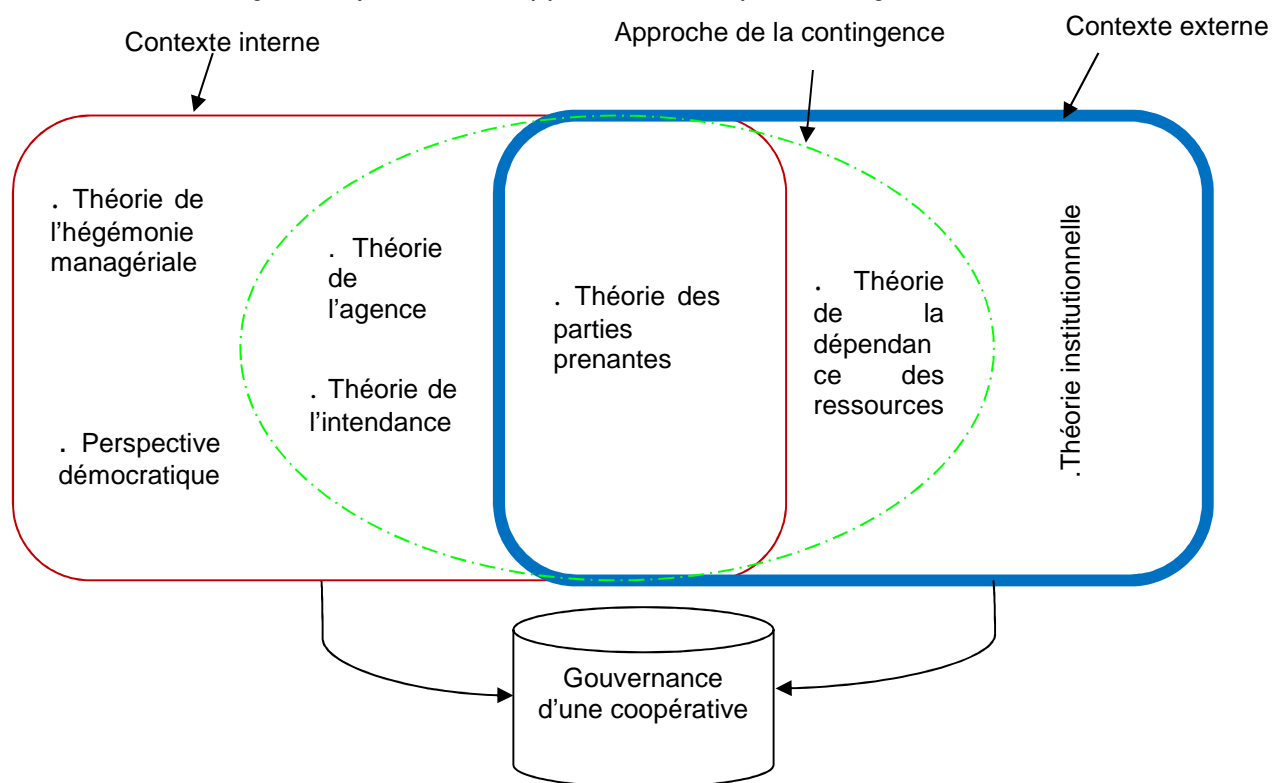 Contexte interne
Approche de la contingence
Contexte externe
. Théorie de
l'hégémonie
managériale
. Perspective
démocratique
. Théorie
de
l'agence
. Théorie de
l'intendance
. Théorie des
parties
prenantes
. Théorie
de la
dépendan
ce des
ressources
.Théorie institutionnelle
Gouvernance
d'une coopérative